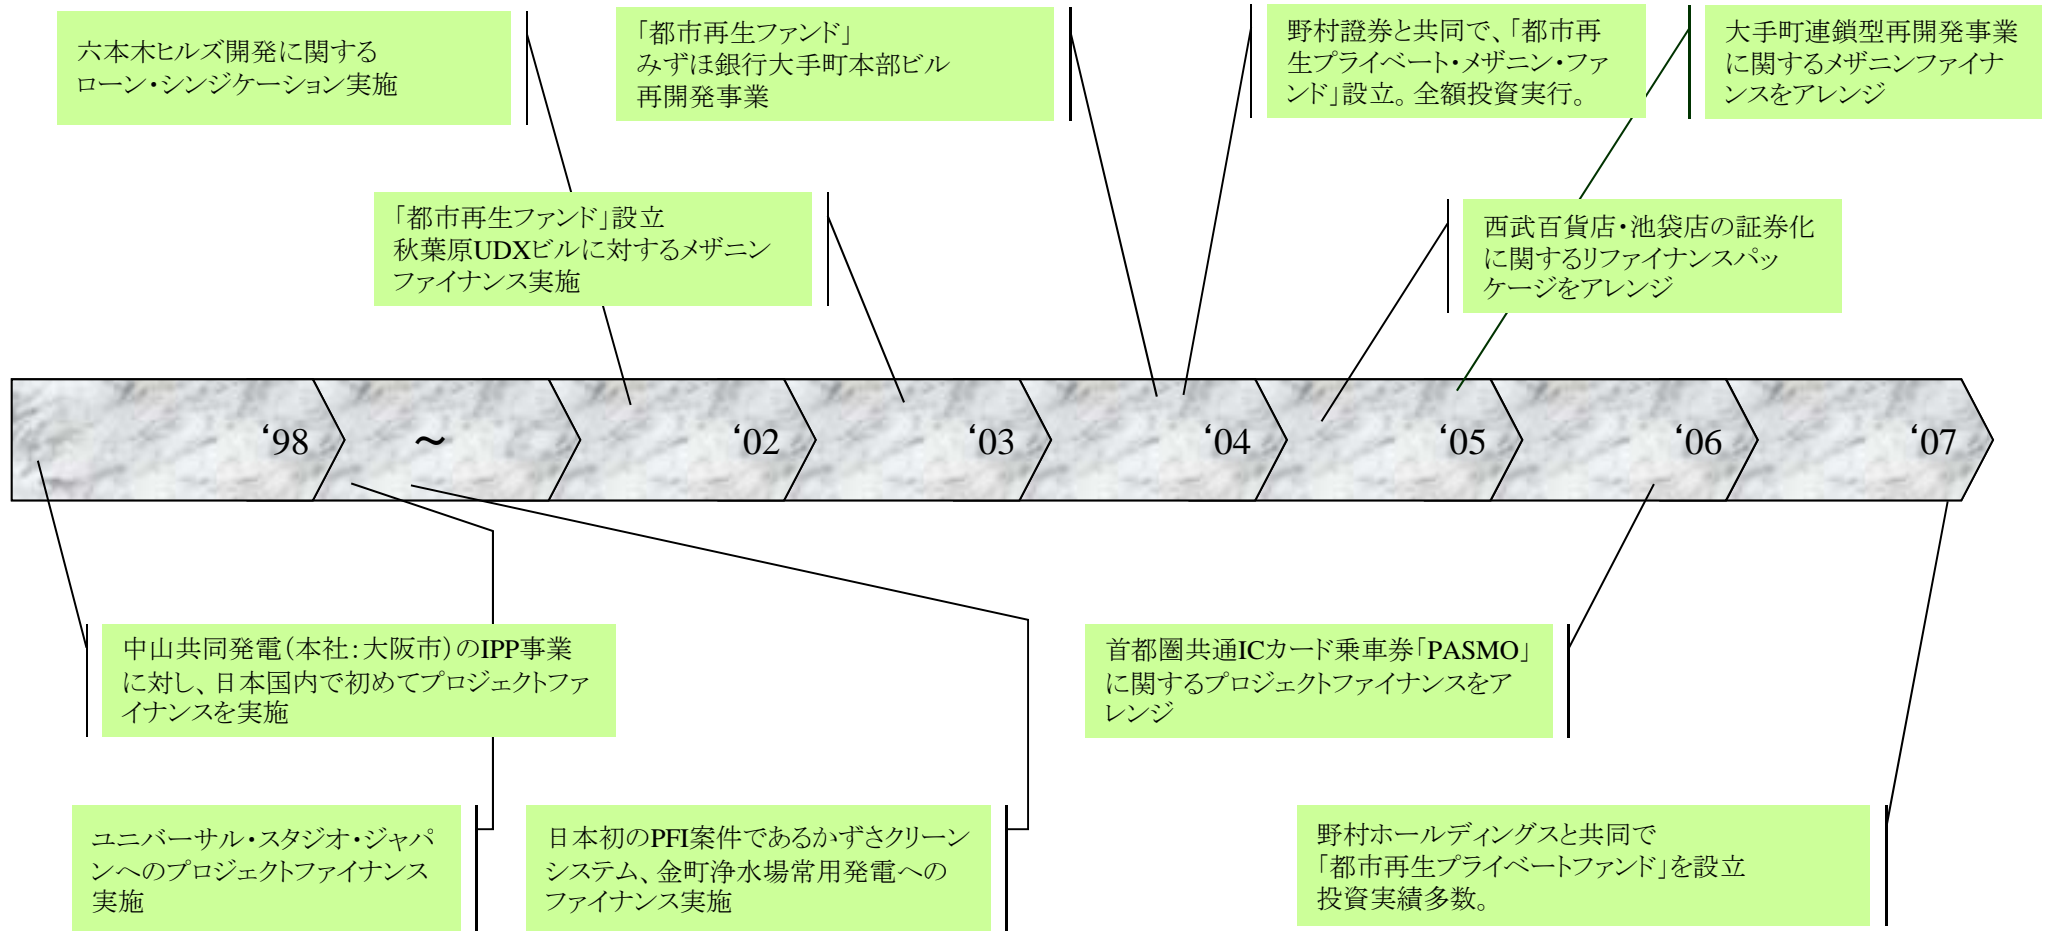 六本木ヒルズ開発に関する
ローン・シンジケーション実施
「都市再生ファンド」
みずほ銀行大手町本部ビル
再開発事業
野村證券と共同で、「都市再
生プライベート・メザニン・ファ
ンド」設立。全額投資実行。
大手町連鎖型再開発事業
に関するメザニンファイナ
ンスをアレンジ
「都市再生ファンド」設立
秋葉原UDXビルに対するメザニン
ファイナンス実施
西武百貨店・池袋店の証券化
に関するリファイナンスパッ
ケージをアレンジ
‘98
～
‘02
‘03
‘04
‘05
‘06
‘07
中山共同発電（本社：大阪市）のIPP事業
に対し、日本国内で初めてプロジェクトファ
イナンスを実施
首都圏共通ICカード乗車券「PASMO」
に関するプロジェクトファイナンスをア
レンジ
ユニバーサル・スタジオ・ジャパ
ンへのプロジェクトファイナンス
実施
日本初のPFI案件であるかずさクリーン
システム、金町浄水場常用発電への
ファイナンス実施
野村ホールディングスと共同で
「都市再生プライベートファンド」を設立
投資実績多数。